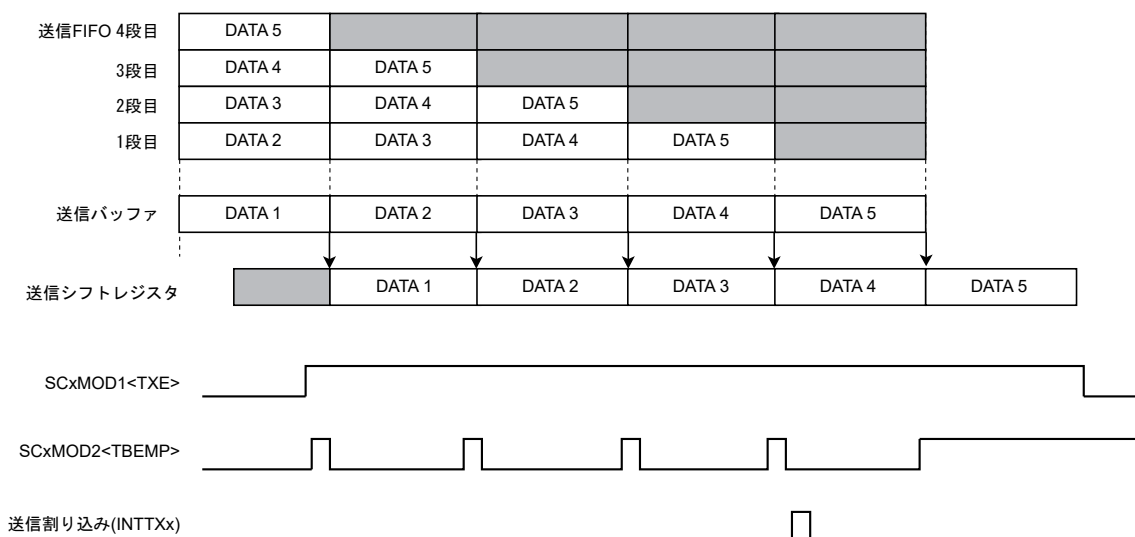 送信FIFO 4段目 DATA 5
3段目 DATA 4 DATA 5
2段目 DATA 3 DATA 4 DATA 5
1段目 DATA 2 DATA 3 DATA 4 DATA 5
送信バッファ DATA 1 DATA 2 DATA 3 DATA 4 DATA 5
送信シフトレジスタ DATA 1 DATA 2 DATA 3 DATA 4 DATA 5
SCxMOD1<TXE>
SCxMOD2<TBEMP>
送信割り込み(INTTXx)